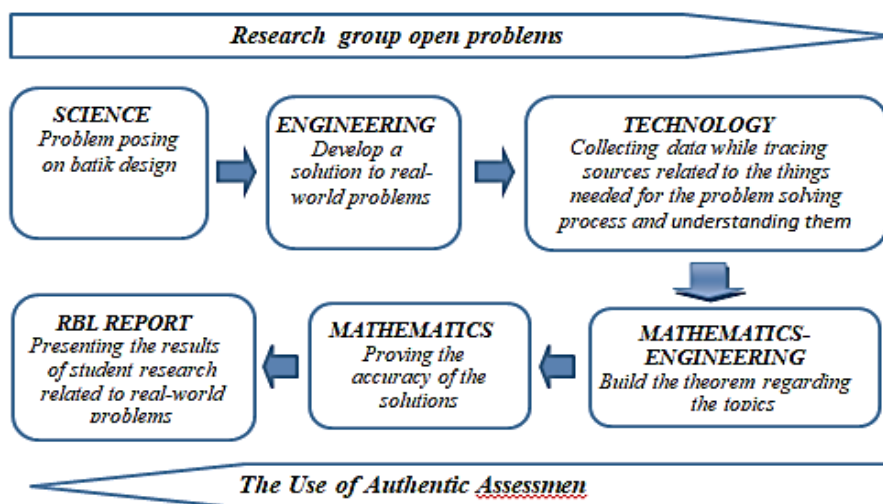 Research group open problems
SCIENCE
Problem posing
on batik design
ENGINEERING
Develop a
solution to real-
world problems
TECHNOLOGY
Collecting data while tracing
sources related to the things
needed for the problem solving
process and understanding them
RBL REPORT
Presenting the results
of student research
related to real-world
problems
MATHEMATICS
Proving the
accuracy of the
solutions
MATHEMATICS-
ENGINEERING
Build the theorem regarding
the topics
The Use of Authentic Assessmen